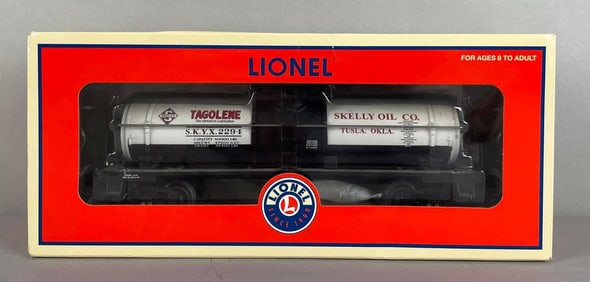 LIONEL
FOR AGES 8 TO ADULT
TAGOLENE
S.K.Y.X. 2294
SKELLY OIL CO.
TUSLA, OKLA.
LIONEL
L
SINCE 1900